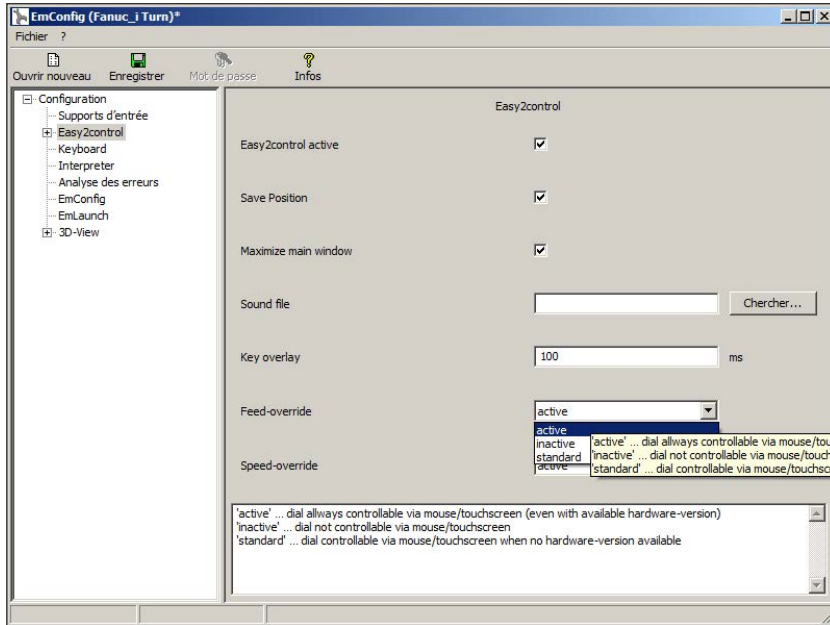 EmConfig (Fanuc_i Turn)*
Fichier ?
Ouvrir nouveau Enregistrer Mot de passe Infos
Configuration
Supports d'entrée
Easy2control
Keyboard
Interpreter
Analyse des erreurs
EmConfig
EmLaunch
3D-View
Easy2control
Easy2control active
Save Position
Maximize main window
Sound file Chercher...
Key overlay 100 ms
Feed-override active
active
inactive
standard
'active' ... dial allways controllable via mouse/tou
'inactive' ... dial not controllable via mouse/touch
'standard' ... dial controllable via mouse/touchsc
Speed-override active
'active' ... dial allways controllable via mouse/touchscreen (even with available hardware-version)
'inactive' ... dial not controllable via mouse/touchscreen
'standard' ... dial controllable via mouse/touchscreen when no hardware-version available